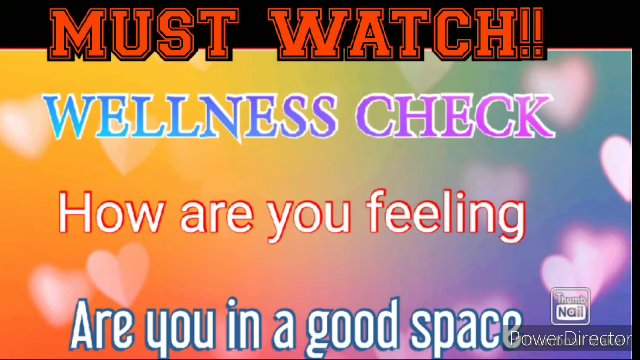 MUST WATCH!!
WELLNESS CHECK
How are you feeling
Are you in a good space
Thumb
Nail
PowerDirector